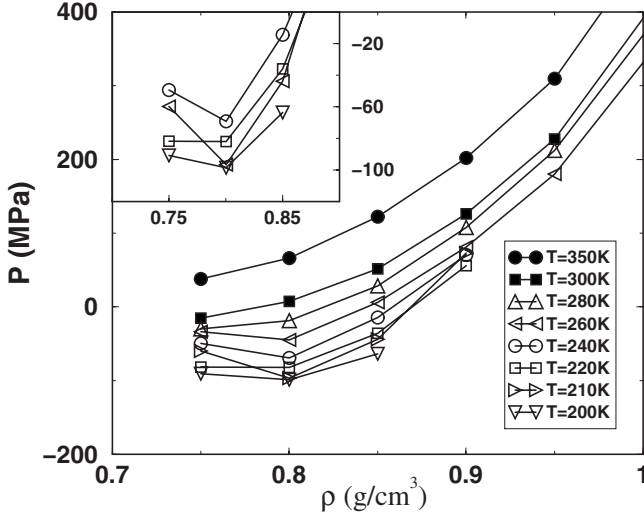 400
200
0
−200
P (MPa)
−20
−60
−100
0.75
0.85
T=350K
T=300K
T=280K
T=260K
T=240K
T=220K
T=210K
T=200K
0.7
0.8
0.9
1
ρ (g/cm³)